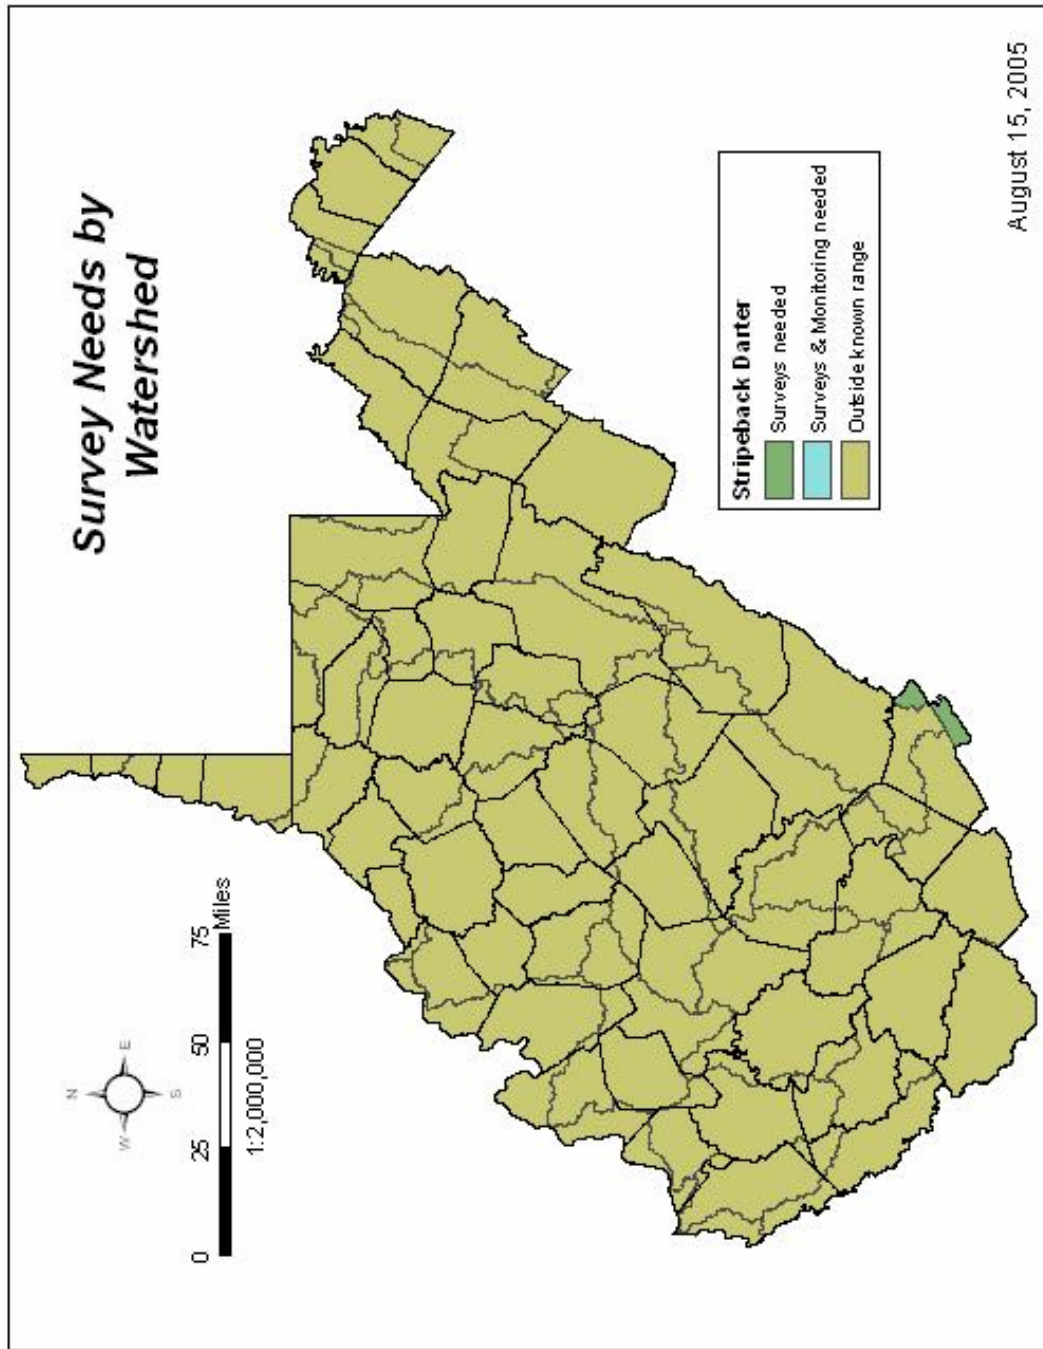 Survey Needs by
Watershed
N
W
E
S
0
25
50
75
Miles
1:2,000,000
Stripeback Darter
Surveys needed
Surveys & Monitoring needed
Outside known range
August 15, 2005